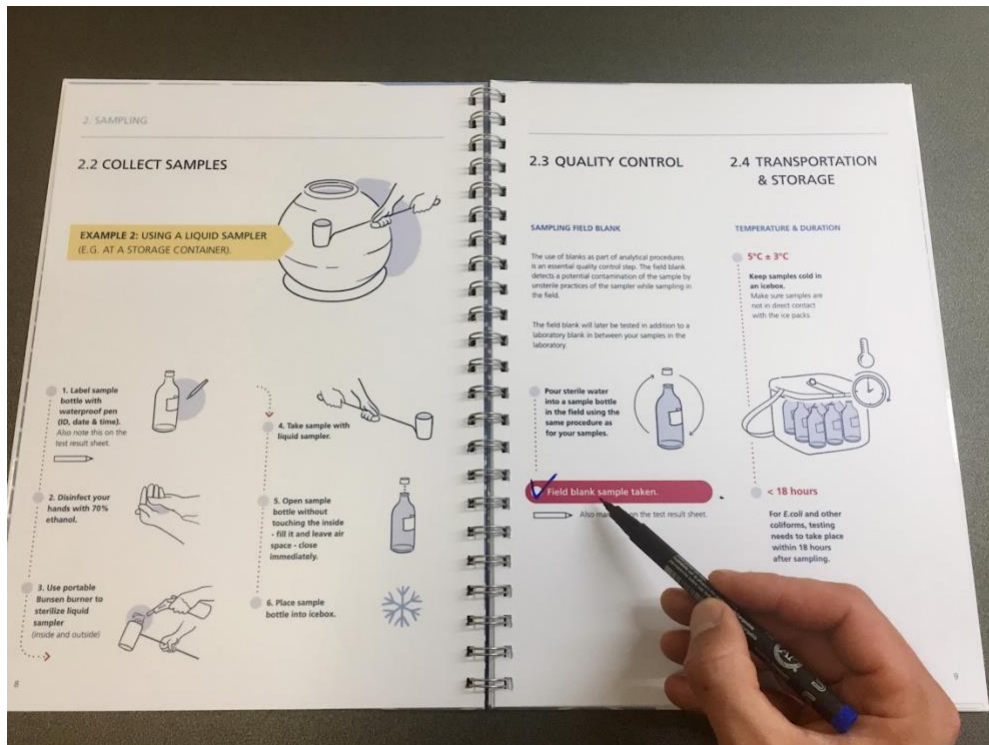 2. SAMPLING
2.2 COLLECT SAMPLES
EXAMPLE 2: USING A LIQUID SAMPLER
(E.G. AT A STORAGE CONTAINER).
1. Label sample
bottle with
waterproof pen
(ID, date & time).
Also note this on the
test result sheet.
2. Disinfect your
hands with 70%
ethanol.
3. Use portable
Bunsen burner to
sterilize liquid
sampler
(inside and outside)
4. Take sample with
liquid sampler.
5. Open sample
bottle without
touching the inside
- fill it and leave air
space - close
immediately.
6. Place sample
bottle into icebox.
8
2.3 QUALITY CONTROL
SAMPLING FIELD BLANK
The use of blanks as part of analytical procedures
is an essential quality control step. The field blank
detects a potential contamination of the sample by
unsterile practices of the sampler while sampling in
the field.
The field blank will later be tested in addition to a
laboratory blank in between your samples in the
laboratory.
Pour sterile water
into a sample bottle
in the field using the
same procedure as
for your samples.
Field blank sample taken.
Also on the test result sheet.
2.4 TRANSPORTATION
& STORAGE
TEMPERATURE & DURATION
5°C ± 3°C
Keep samples cold in
an icebox.
Make sure samples are
not in direct contact
with the ice packs.
< 18 hours
For E.coli and other
coliforms, testing
needs to take place
within 18 hours
after sampling.
9